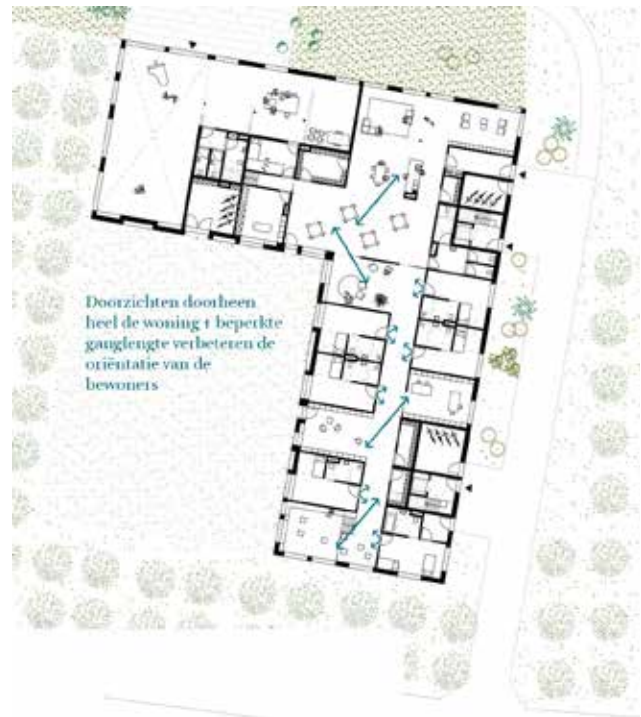 Doorzichten doorheen
heel de woning + beperkte
ganglengte verbeteren de
oriëntatie van de
bewoners